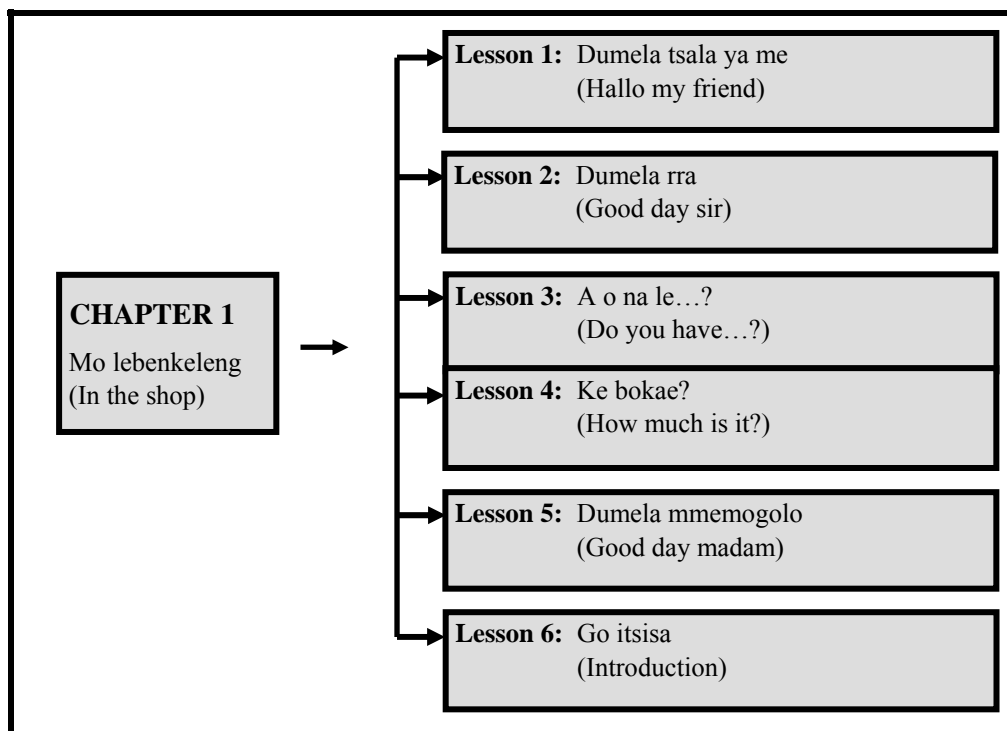 CHAPTER 1
Mo lebenkeleng
(In the shop)
Lesson 1: Dumela tsala ya me
(Hallo my friend)
Lesson 2: Dumela rra
(Good day sir)
Lesson 3: A o na le…?
(Do you have…?)
Lesson 4: Ke bokae?
(How much is it?)
Lesson 5: Dumela mmemogolo
(Good day madam)
Lesson 6: Go itsisa
(Introduction)